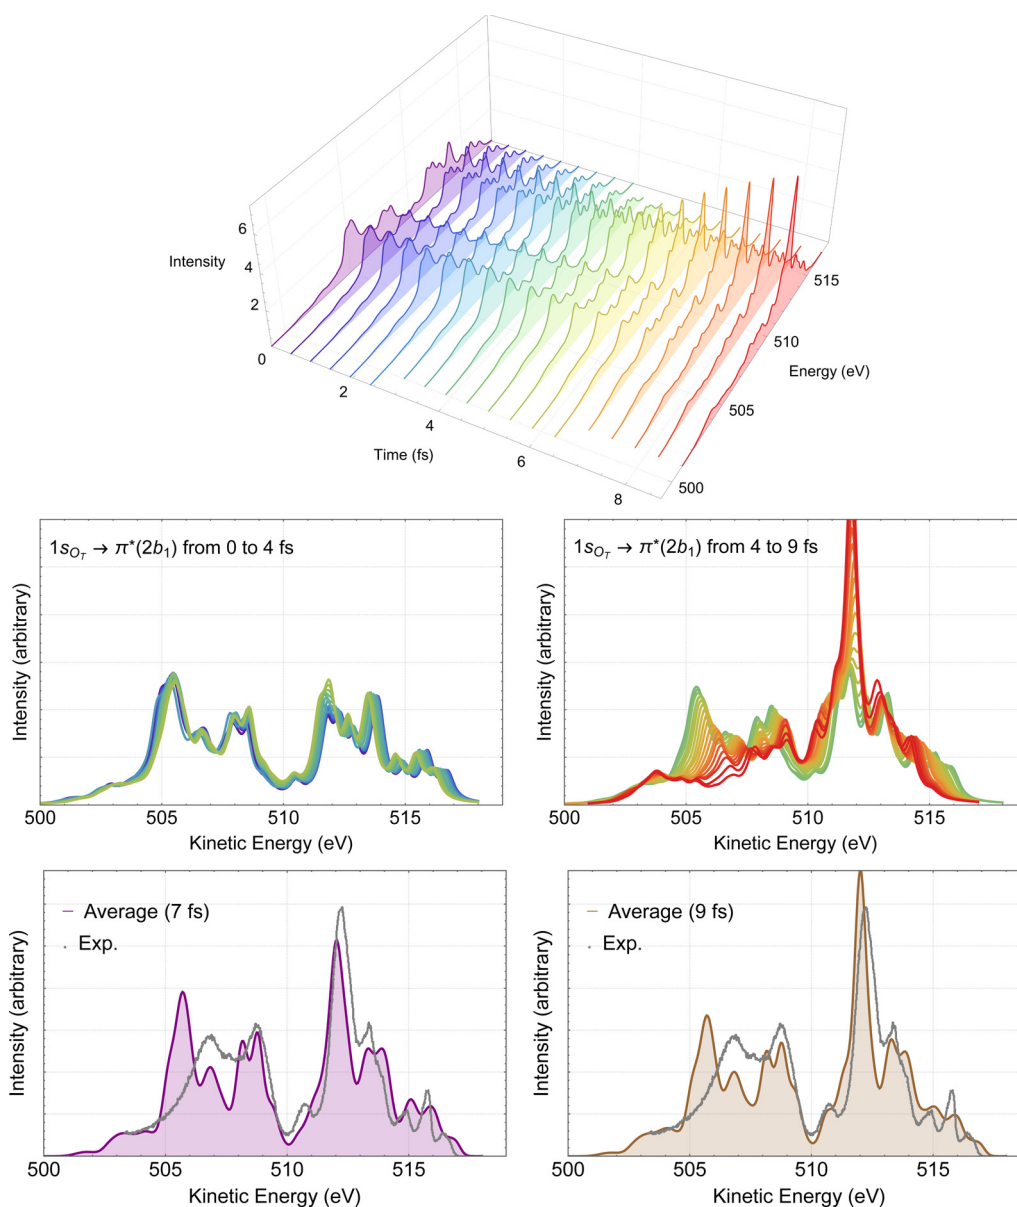 6
Intensity
4
2
0
2
4
Time (fs)
6
8
515
510
Energy (eV)
505
500
1s_{O_T} → π*(2b₁) from 0 to 4 fs
Intensity (arbitrary)
500 505 510 515
Kinetic Energy (eV)
1s_{O_T} → π*(2b₁) from 4 to 9 fs
Intensity (arbitrary)
500 505 510 515
Kinetic Energy (eV)
Average (7 fs)
Exp.
Intensity (arbitrary)
500 505 510 515
Kinetic Energy (eV)
Average (9 fs)
Exp.
Intensity (arbitrary)
500 505 510 515
Kinetic Energy (eV)